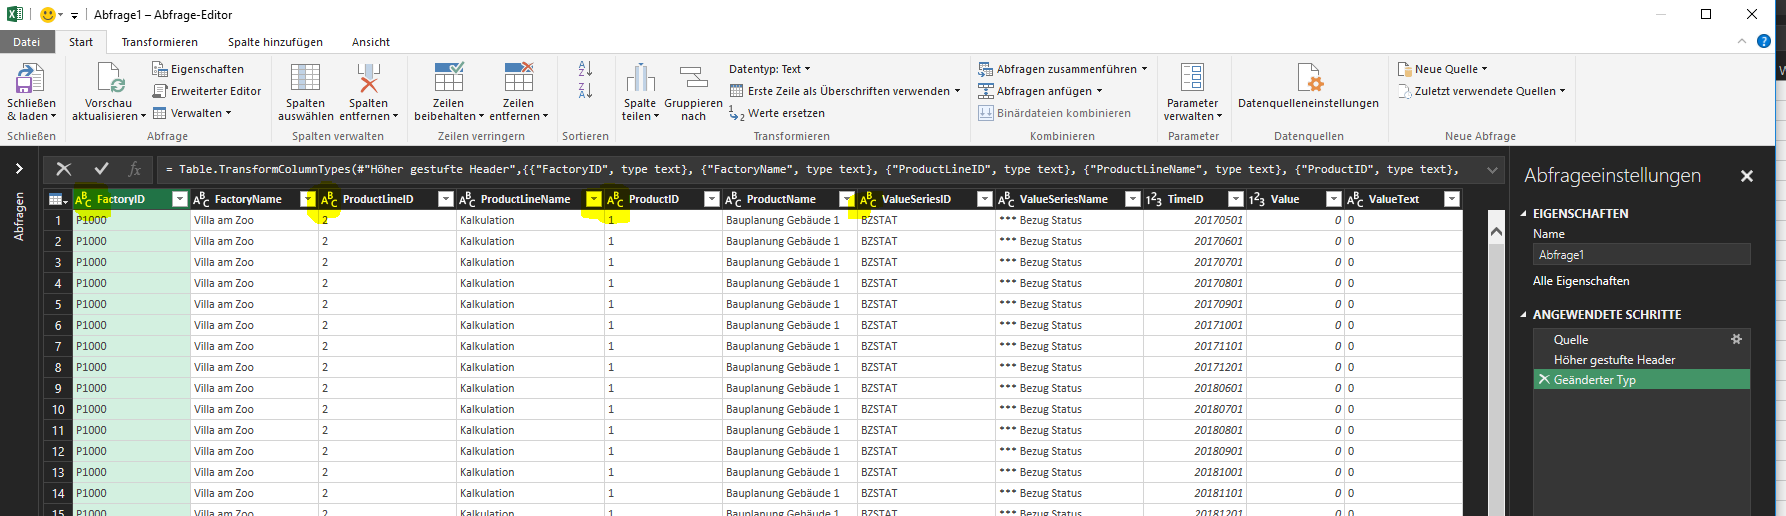 Abfrage1 – Abfrage-Editor
Datei Start Transformieren Spalte hinzufügen Ansicht
Schließen & laden
Schließen
Vorschau aktualisieren
Eigenschaften
Erweiterter Editor
Verwalten
Abfrage
Spalten auswählen
Spalten entfernen
Spalten verwalten
Zeilen beibehalten
Zeilen entfernen
Zeilen verringern
Sortieren
Spalte teilen
Gruppieren nach
Datentyp: Text
Erste Zeile als Überschriften verwenden
Werte ersetzen
Transformieren
Abfragen zusammenführen
Abfragen anfügen
Binärdateien kombinieren
Kombinieren
Parameter verwalten
Parameter
Datenquelleneinstellungen
Datenquellen
Neue Quelle
Zuletzt verwendete Quellen
Neue Abfrage
Abfragen
= Table.TransformColumnTypes(#"Höher gestufte Header",{{"FactoryID", type text}, {"FactoryName", type text}, {"ProductLineID", type text}, {"ProductLineName", type text}, {"ProductID", type text},
FactoryID FactoryName ProductLineID ProductLineName ProductID ProductName ValueSeriesID ValueSeriesName TimeID Value ValueText
1 P1000 Villa am Zoo 2 Kalkulation 1 Bauplanung Gebäude 1 BZSTAT *** Bezug Status 20170501 0 0
2 P1000 Villa am Zoo 2 Kalkulation 1 Bauplanung Gebäude 1 BZSTAT *** Bezug Status 20170601 0 0
3 P1000 Villa am Zoo 2 Kalkulation 1 Bauplanung Gebäude 1 BZSTAT *** Bezug Status 20170701 0 0
4 P1000 Villa am Zoo 2 Kalkulation 1 Bauplanung Gebäude 1 BZSTAT *** Bezug Status 20170801 0 0
5 P1000 Villa am Zoo 2 Kalkulation 1 Bauplanung Gebäude 1 BZSTAT *** Bezug Status 20170901 0 0
6 P1000 Villa am Zoo 2 Kalkulation 1 Bauplanung Gebäude 1 BZSTAT *** Bezug Status 20171001 0 0
7 P1000 Villa am Zoo 2 Kalkulation 1 Bauplanung Gebäude 1 BZSTAT *** Bezug Status 20171101 0 0
8 P1000 Villa am Zoo 2 Kalkulation 1 Bauplanung Gebäude 1 BZSTAT *** Bezug Status 20171201 0 0
9 P1000 Villa am Zoo 2 Kalkulation 1 Bauplanung Gebäude 1 BZSTAT *** Bezug Status 20180601 0 0
10 P1000 Villa am Zoo 2 Kalkulation 1 Bauplanung Gebäude 1 BZSTAT *** Bezug Status 20180701 0 0
11 P1000 Villa am Zoo 2 Kalkulation 1 Bauplanung Gebäude 1 BZSTAT *** Bezug Status 20180801 0 0
12 P1000 Villa am Zoo 2 Kalkulation 1 Bauplanung Gebäude 1 BZSTAT *** Bezug Status 20180901 0 0
13 P1000 Villa am Zoo 2 Kalkulation 1 Bauplanung Gebäude 1 BZSTAT *** Bezug Status 20181001 0 0
14 P1000 Villa am Zoo 2 Kalkulation 1 Bauplanung Gebäude 1 BZSTAT *** Bezug Status 20181101 0 0
15 P1000 Villa am Zoo 2 Kalkulation 1 Bauplanung Gebäude 1 BZSTAT *** Bezug Status 20181201 0 0
Abfrageeinstellungen
EIGENSCHAFTEN
Name
Abfrage1
Alle Eigenschaften
ANGEWENDETE SCHRITTE
Quelle
Höher gestufte Header
Geänderter Typ